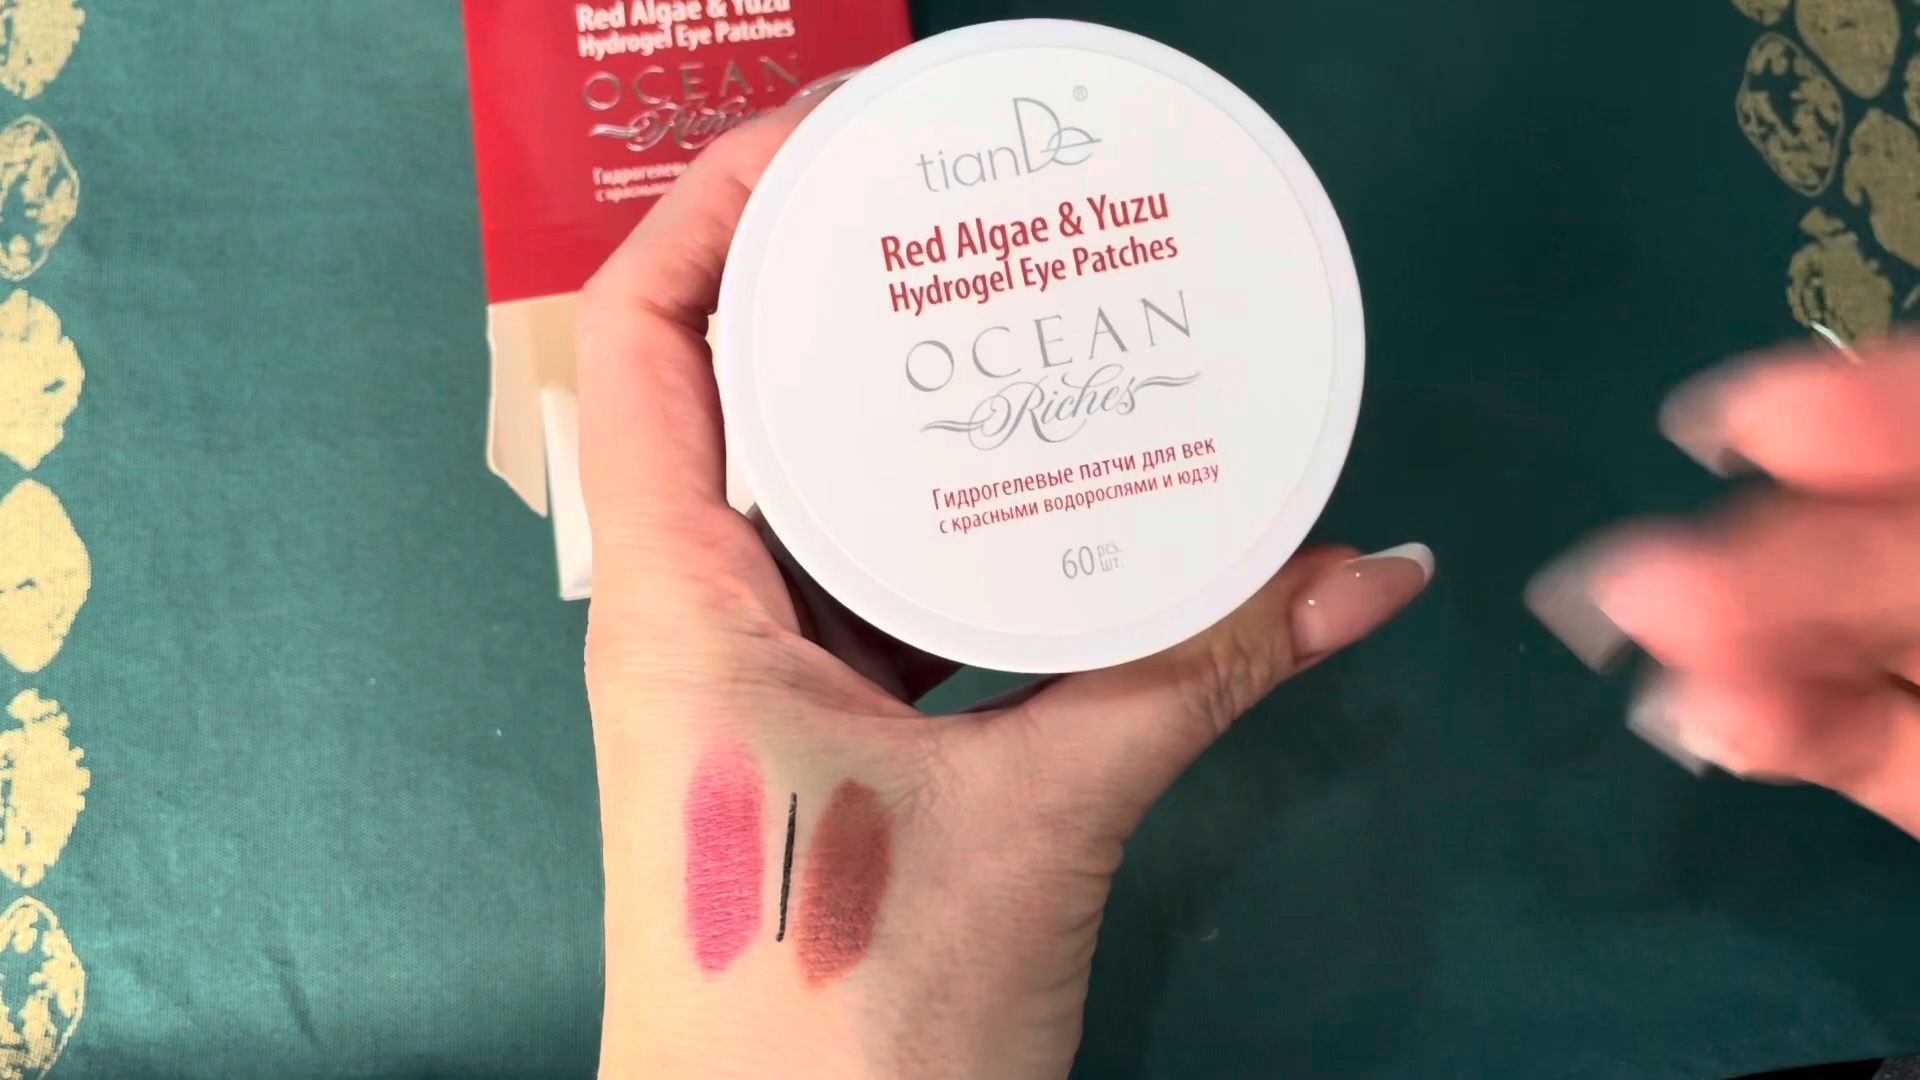 Red Algae & Yuzu
Hydrogel Eye Patches
OCEAN
Riches
tianDe®
Red Algae & Yuzu
Hydrogel Eye Patches
OCEAN
Riches
Гидрогелевые патчи для век
с красными водорослями и юдзу
60 pcs.
шт.